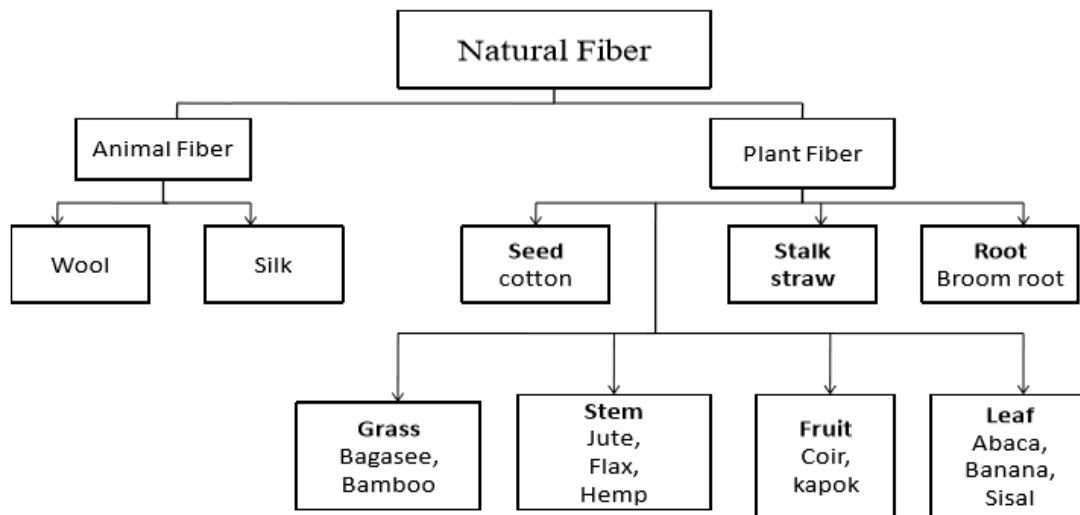 Natural Fiber
Animal Fiber
Plant Fiber
Wool
Silk
Seed
cotton
Stalk
straw
Root
Broom root
Grass
Bagasee,
Bamboo
Stem
Jute,
Flax,
Hemp
Fruit
Coir,
kapok
Leaf
Abaca,
Banana,
Sisal